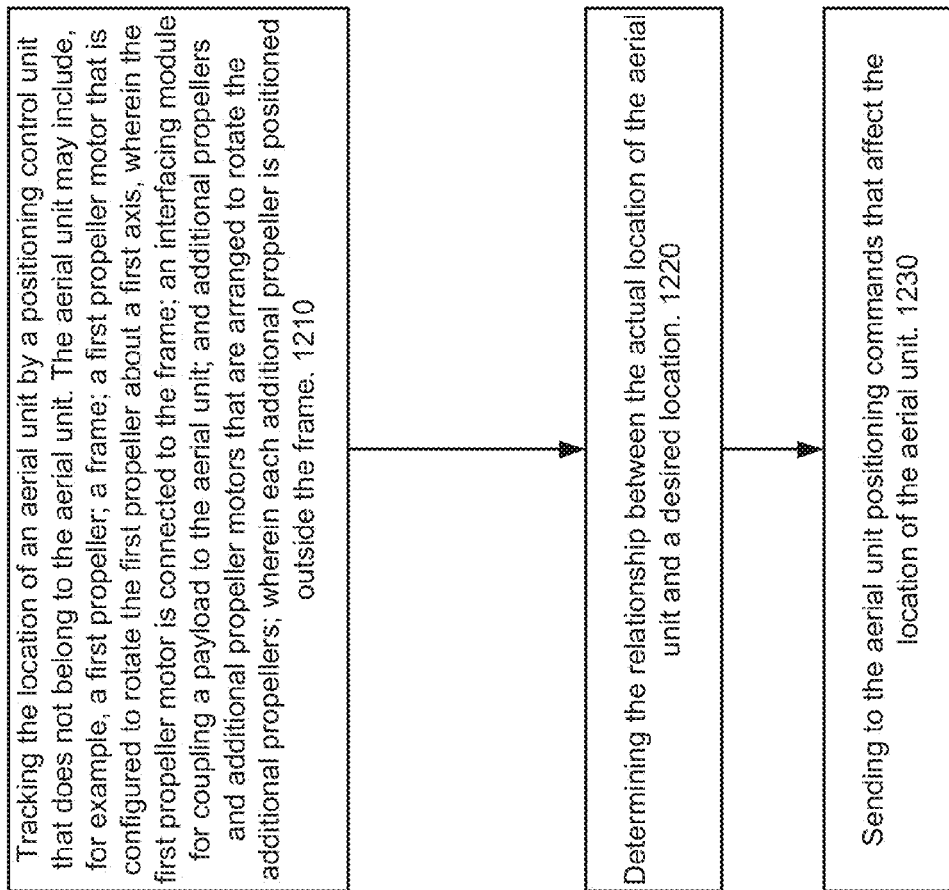 Tracking the location of an aerial unit by a positioning control unit
that does not belong to the aerial unit. The aerial unit may include,
for example, a first propeller; a frame; a first propeller motor that is
configured to rotate the first propeller about a first axis, wherein the
first propeller motor is connected to the frame; an interfacing module
for coupling a payload to the aerial unit; and additional propellers
and additional propeller motors that are arranged to rotate the
additional propellers; wherein each additional propeller is positioned
outside the frame. 1210
Determining the relationship between the actual location of the aerial
unit and a desired location. 1220
Sending to the aerial unit positioning commands that affect the
location of the aerial unit. 1230